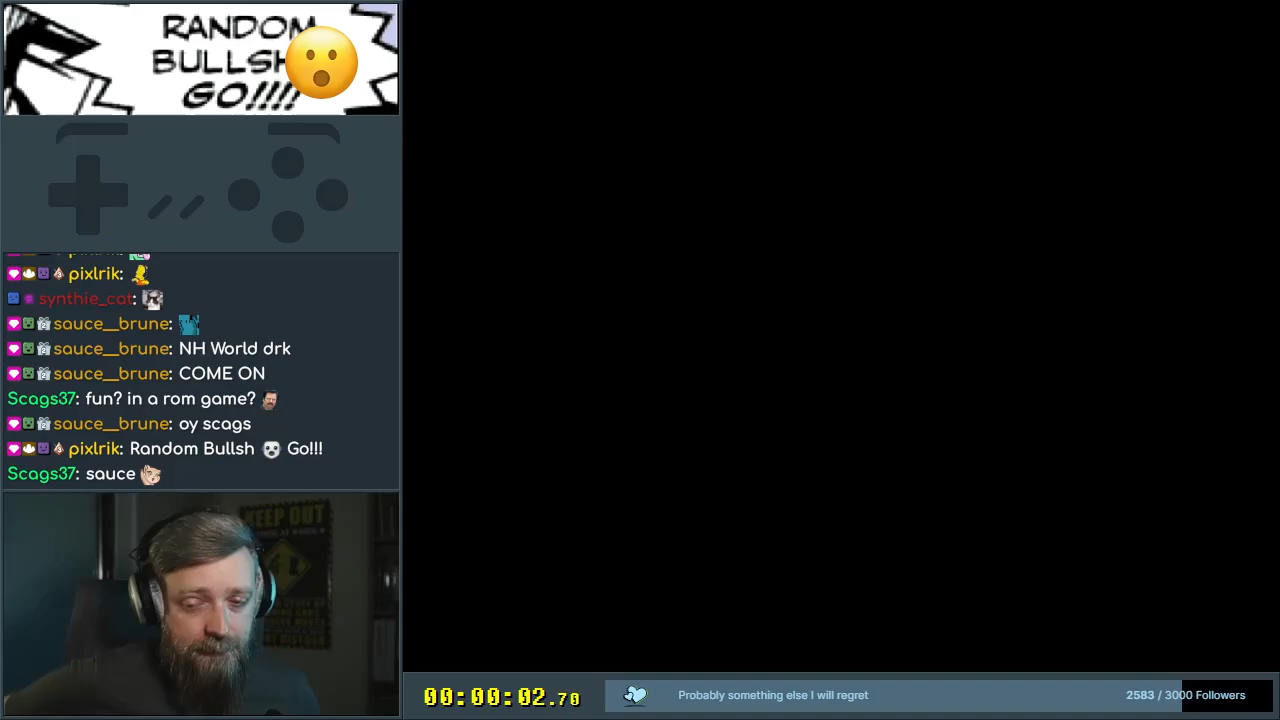 RANDOM
GO!!!!
pixlrik:
pixlrik:
synthie_cat:
sauce__brune:
sauce__brune: NH World drk
sauce__brune: COME ON
Scags37: fun? in a rom game?
sauce__brune: oy scags
pixlrik: Random Bullsh Go!!!
Scags37: sauce
KEEP OUT
00:00:02.70
Probably something else I will regret
2583 / 3000 Followers